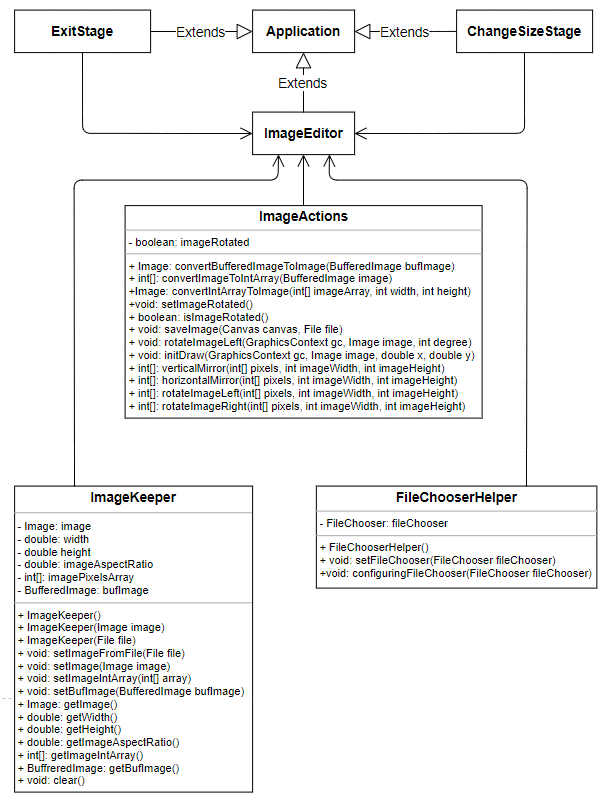 ExitStage
Extends
Application
Extends
ChangeSizeStage
Extends
ImageEditor
ImageActions
- boolean: imageRotated
+ Image: convertBufferedImageToImage(BufferedImage bufImage)
+ int[]: convertImageToIntArray(BufferedImage image)
+Image: convertIntArrayToImage(int[] imageArray, int width, int height)
+void: setImageRotated()
+ boolean: isImageRotated()
+ void: saveImage(Canvas canvas, File file)
+ void: rotateImageLeft(GraphicsContext gc, Image image, int degree)
+ void: initDraw(GraphicsContext gc, Image image, double x, double y)
+ int[]: verticalMirror(int[] pixels, int imageWidth, int imageHeight)
+ int[]: horizontalMirror(int[] pixels, int imageWidth, int imageHeight)
+ int[]: rotateImageLeft(int[] pixels, int imageWidth, int imageHeight)
+ int[]: rotateImageRight(int[] pixels, int imageWidth, int imageHeight)
ImageKeeper
- Image: image
- double: width
- double height
- double: imageAspectRatio
- int[]: imagePixelsArray
- BufferedImage: bufImage
+ ImageKeeper()
+ ImageKeeper(Image image)
+ ImageKeeper(File file)
+ void: setImageFromFile(File file)
+ void: setImage(Image image)
+ void: setImageIntArray(int[] array)
+ void: setBufImage(BufferedImage bufImage)
+ Image: getImage()
+ double: getWidth()
+ double: getHeight()
+ double: getImageAspectRatio()
+ int[]: getImageIntArray()
+ BuffreredImage: getBufImage()
+ void: clear()
FileChooserHelper
- FileChooser: fileChooser
+ FileChooserHelper()
+ void: setFileChooser(FileChooser fileChooser)
+void: configuringFileChooser(FileChooser fileChooser)